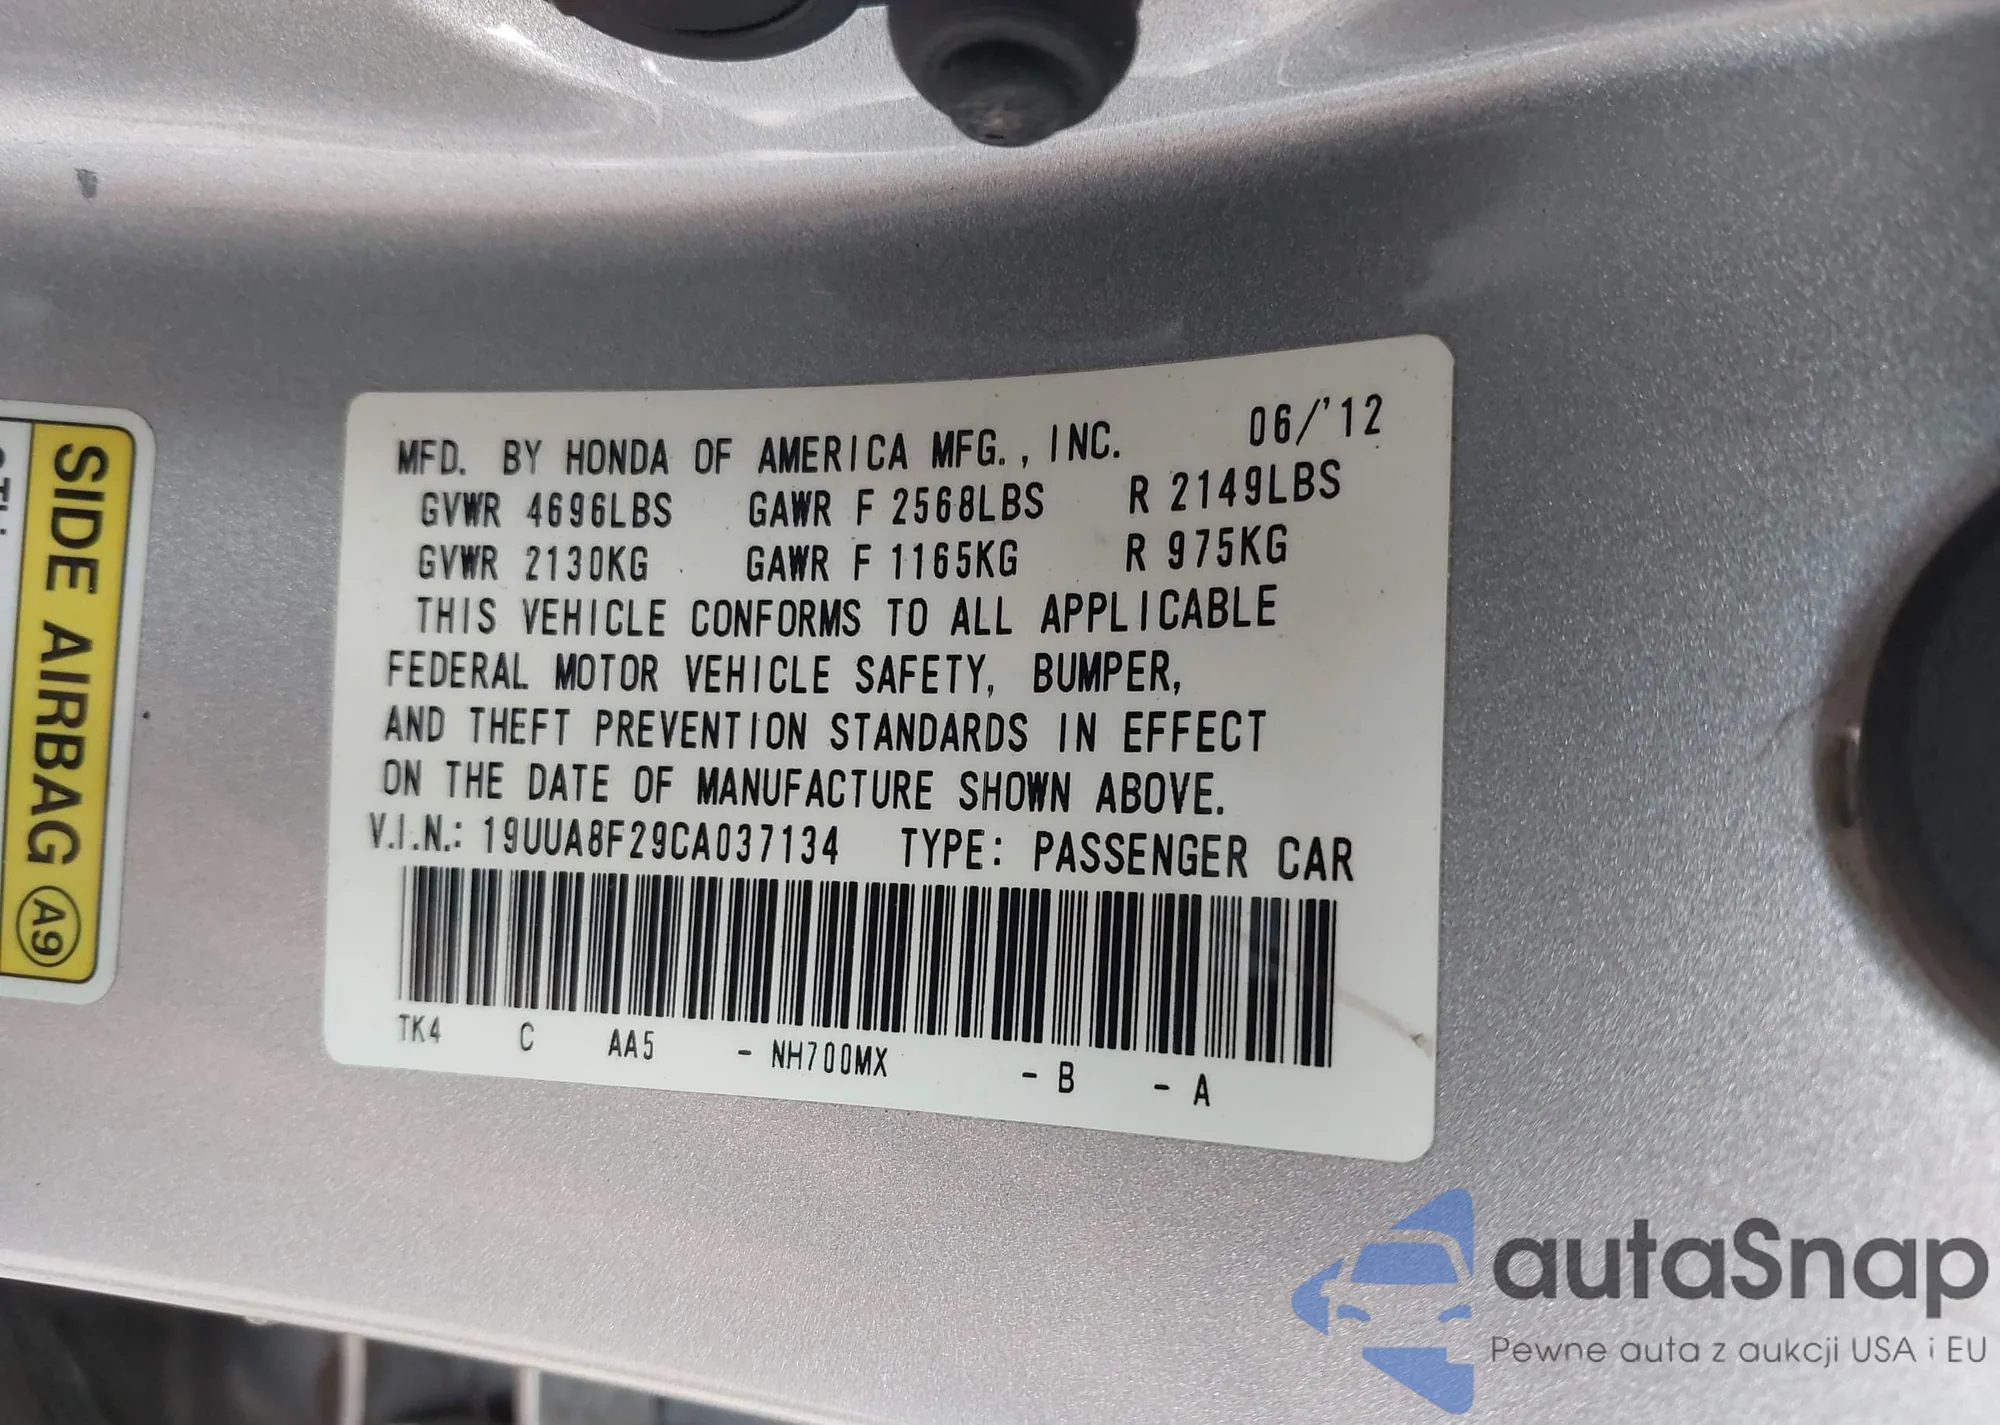 MFD. BY HONDA OF AMERICA MFG., INC. 06/'12
GVWR 4696LBS GAWR F 2568LBS R 2149LBS
GVWR 2130KG GAWR F 1165KG R 975KG
THIS VEHICLE CONFORMS TO ALL APPLICABLE
FEDERAL MOTOR VEHICLE SAFETY, BUMPER,
AND THEFT PREVENTION STANDARDS IN EFFECT
ON THE DATE OF MANUFACTURE SHOWN ABOVE.
V.I.N.: 19UUA8F29CA037134 TYPE: PASSENGER CAR
TK4 C AA5 - NH700MX - B - A
SIDE AIRBAG A9
autaSnap
Pewne auta z aukcji USA i EU